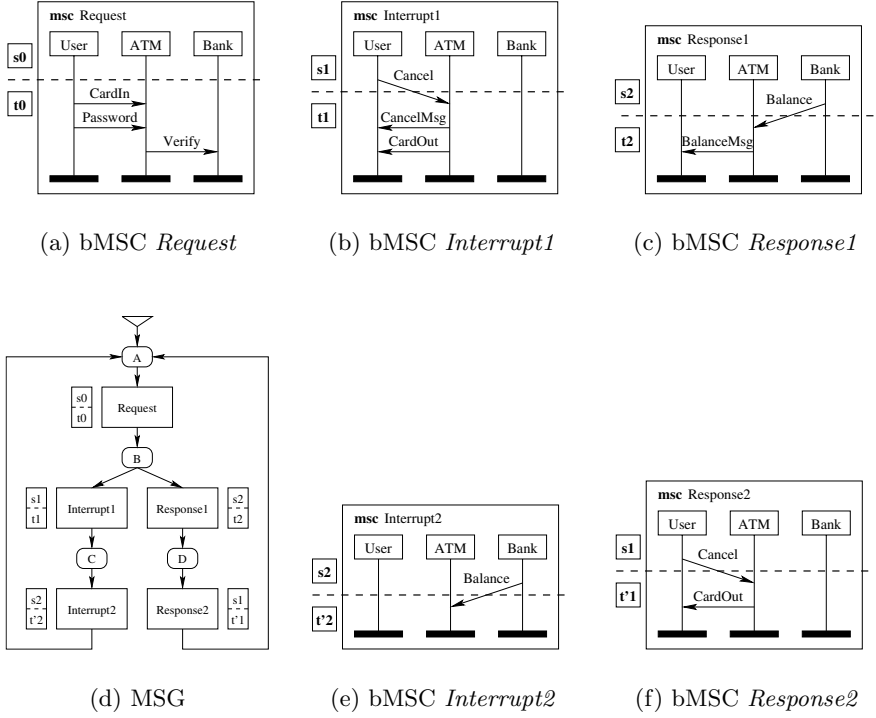 msc Request
User ATM Bank
s0
t0
CardIn
Password
Verify
(a) bMSC Request
msc Interrupt1
User ATM Bank
s1
t1
Cancel
CancelMsg
CardOut
(b) bMSC Interrupt1
msc Response1
User ATM Bank
s2
t2
Balance
BalanceMsg
(c) bMSC Response1
A
s0
t0
Request
B
s1
t1
Interrupt1
Response1
s2
t2
C
D
s2
t'2
Interrupt2
Response2
s1
t'1
(d) MSG
msc Interrupt2
User ATM Bank
s2
t'2
Balance
(e) bMSC Interrupt2
msc Response2
User ATM Bank
s1
t'1
Cancel
CardOut
(f) bMSC Response2